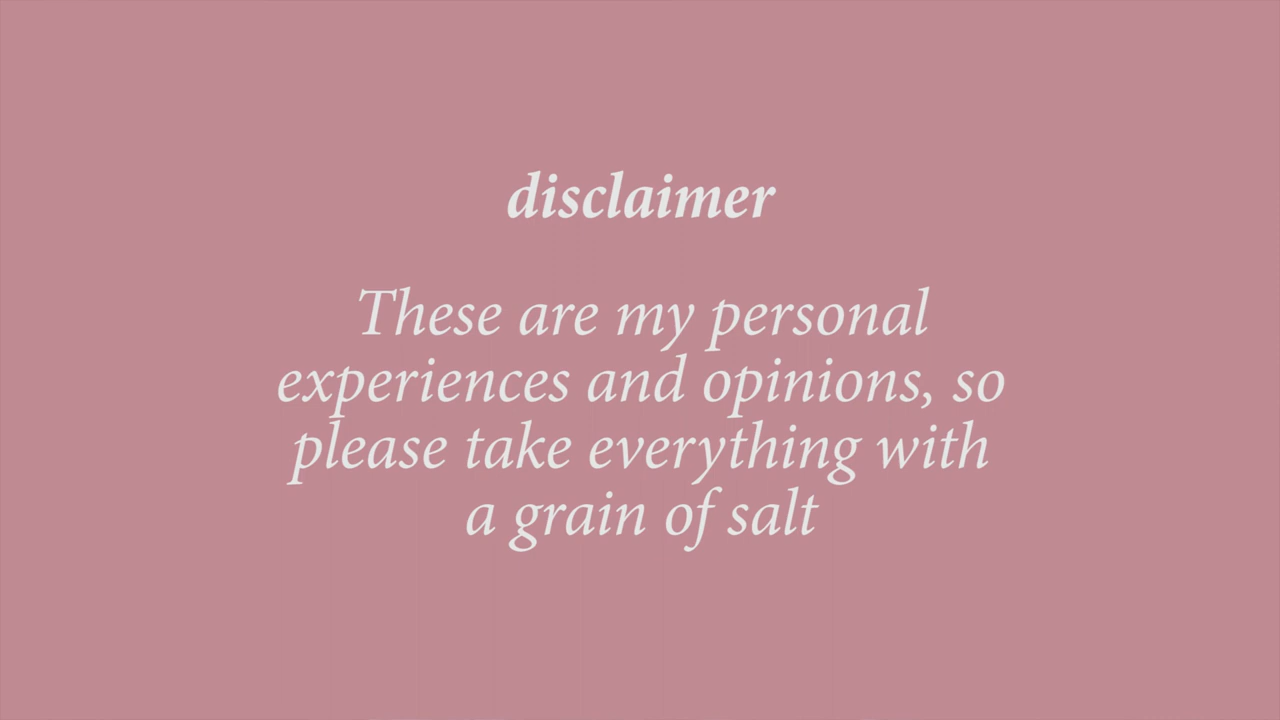 disclaimer
These are my personal
experiences and opinions, so
please take everything with
a grain of salt